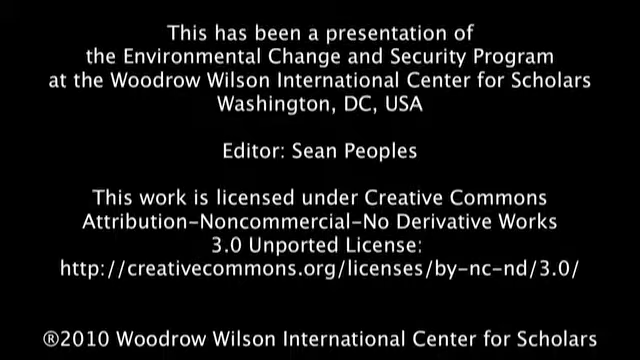 This has been a presentation of
the Environmental Change and Security Program
at the Woodrow Wilson International Center for Scholars
Washington, DC, USA
Editor: Sean Peoples
This work is licensed under Creative Commons
Attribution-Noncommercial-No Derivative Works
3.0 Unported License:
http://creativecommons.org/licenses/by-nc-nd/3.0/
®2010 Woodrow Wilson International Center for Scholars